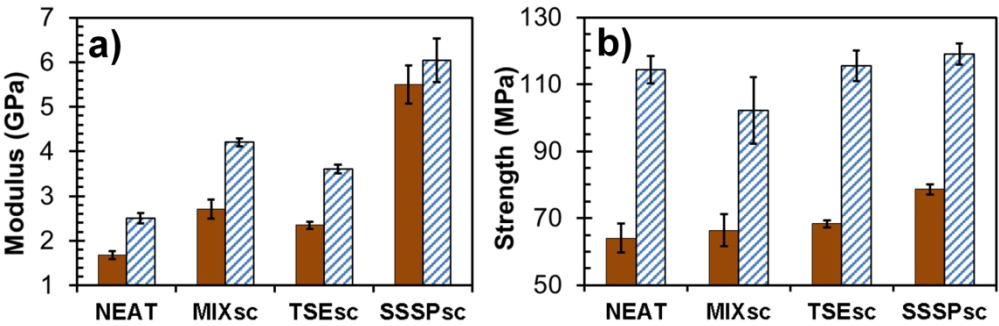 a)
Modulus (GPa)
7
6
5
4
3
2
1
NEAT MIXsc TSEsc SSSPsc
b)
Strength (MPa)
130
110
90
70
50
NEAT MIXsc TSEsc SSSPsc